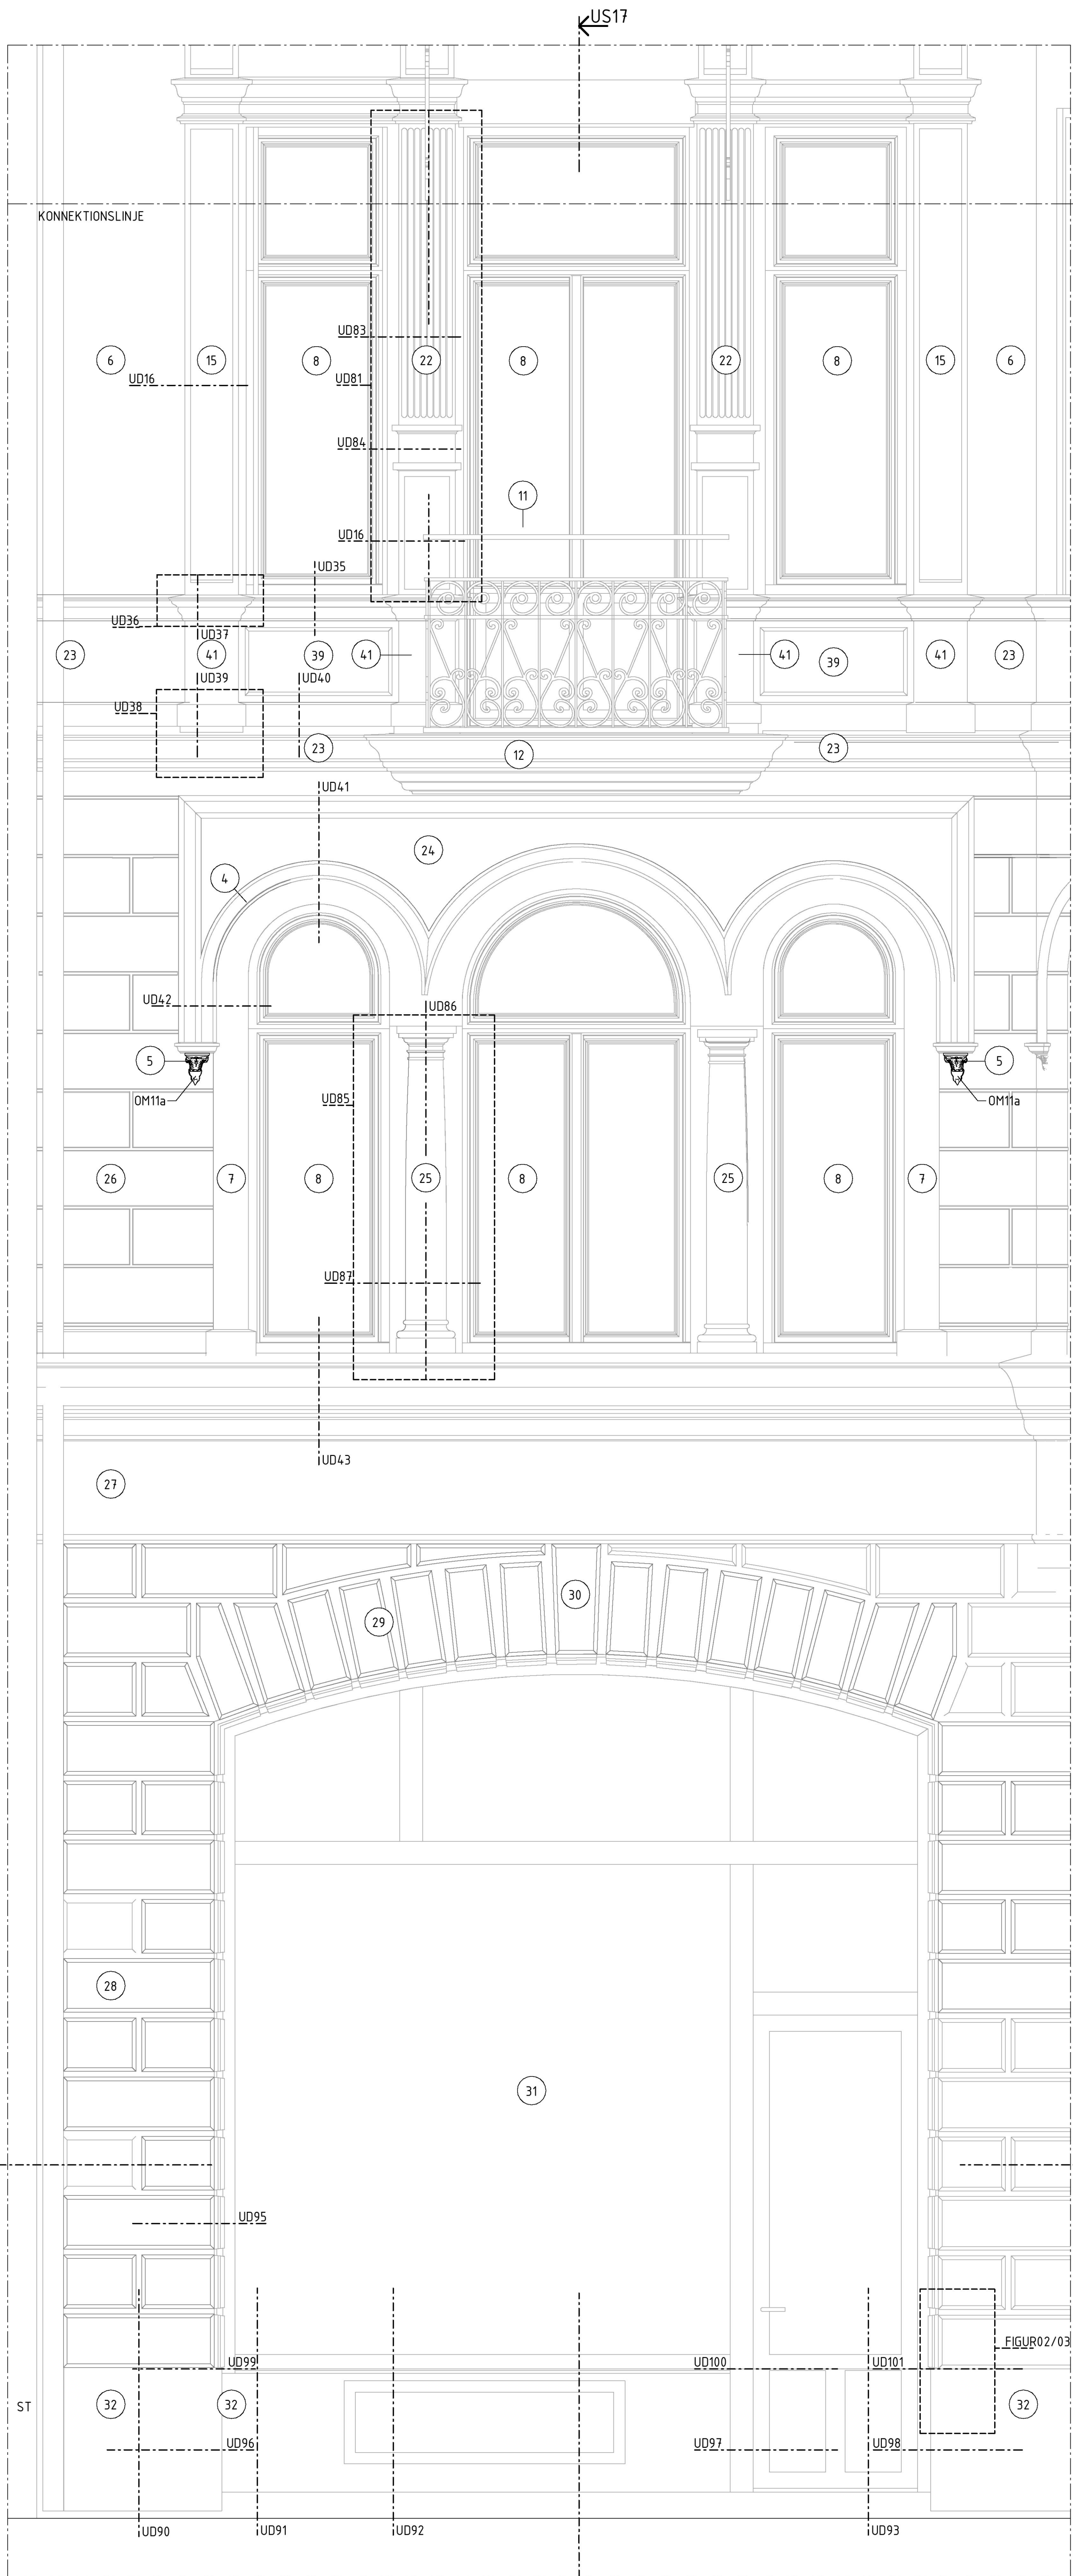 US17
KONNEKTIONSLINJE
UD83
6
15
8
22
8
22
8
15
6
UD16
UD81
UD84
11
UD16
UD35
UD36
UD37
23
41
39
41
41
39
41
23
UD39
UD40
UD38
23
12
23
UD41
24
4
UD42
UD86
5
5
OM11a
OM11a
UD85
26
7
8
25
8
25
8
7
UD87
UD43
27
30
29
28
31
UD95
FIGUR02/03
UD99
UD100
UD101
ST
32
32
32
UD96
UD97
UD98
UD90
UD91
UD92
UD93